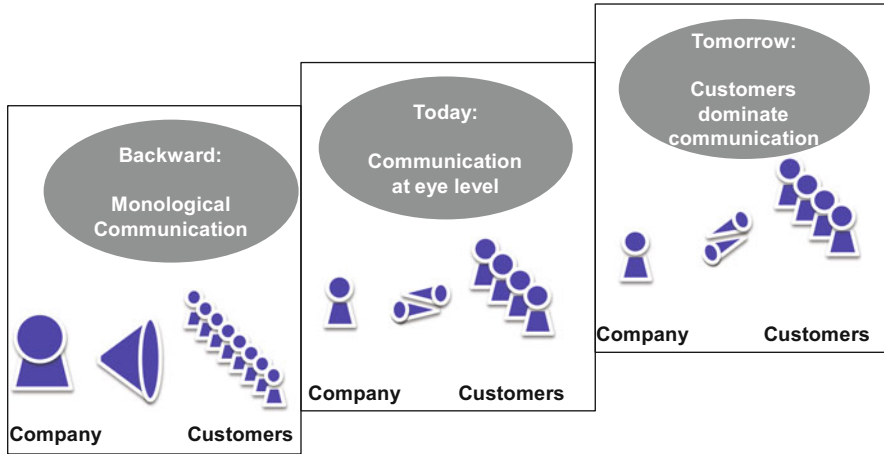 Backward:
Monological
Communication
Company
Customers
Today:
Communication
at eye level
Company
Customers
Tomorrow:
Customers
dominate
communication
Company
Customers